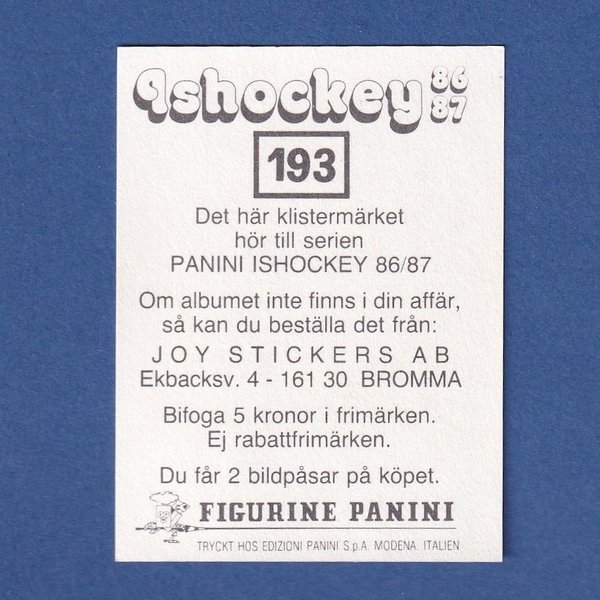 Ishockey 86
87
193
Det här klistermärket
hör till serien
PANINI ISHOCKEY 86/87
Om albumet inte finns i din affär,
så kan du beställa det från:
JOY STICKERS AB
Ekbacksv. 4 - 161 30 BROMMA
Bifoga 5 kronor i frimärken.
Ej rabattfrimärken.
Du får 2 bildpåsar på köpet.
FIGURINE PANINI
TRYCKT HOS EDIZIONI PANINI S.p.A. MODENA. ITALIEN